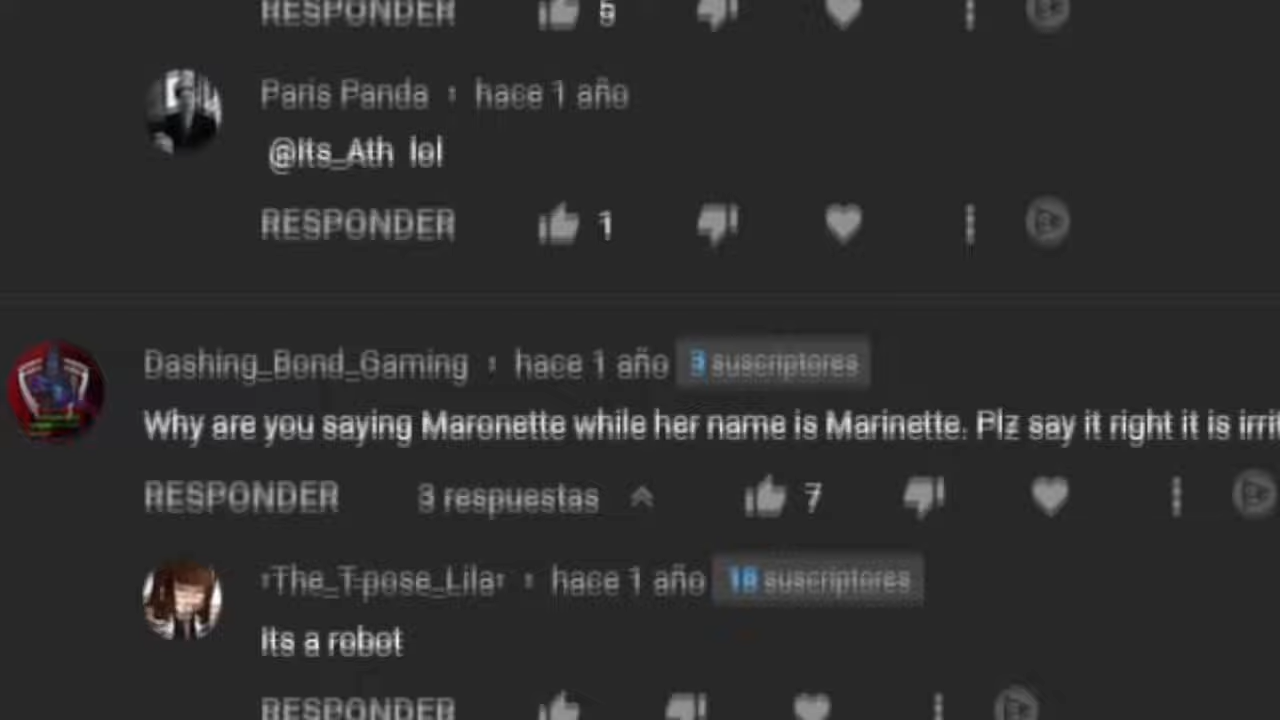 RESPONDER 5
Paris Panda · hace 1 año
@Its_Ath lol
RESPONDER 1
Dashing_Bond_Gaming · hace 1 año 3 suscriptores
Why are you saying Maronette while her name is Marinette. Plz say it right it is irrit
RESPONDER 3 respuestas 7
The_T-pose_Lila · hace 1 año suscriptores
Its a robot
RESPONDER